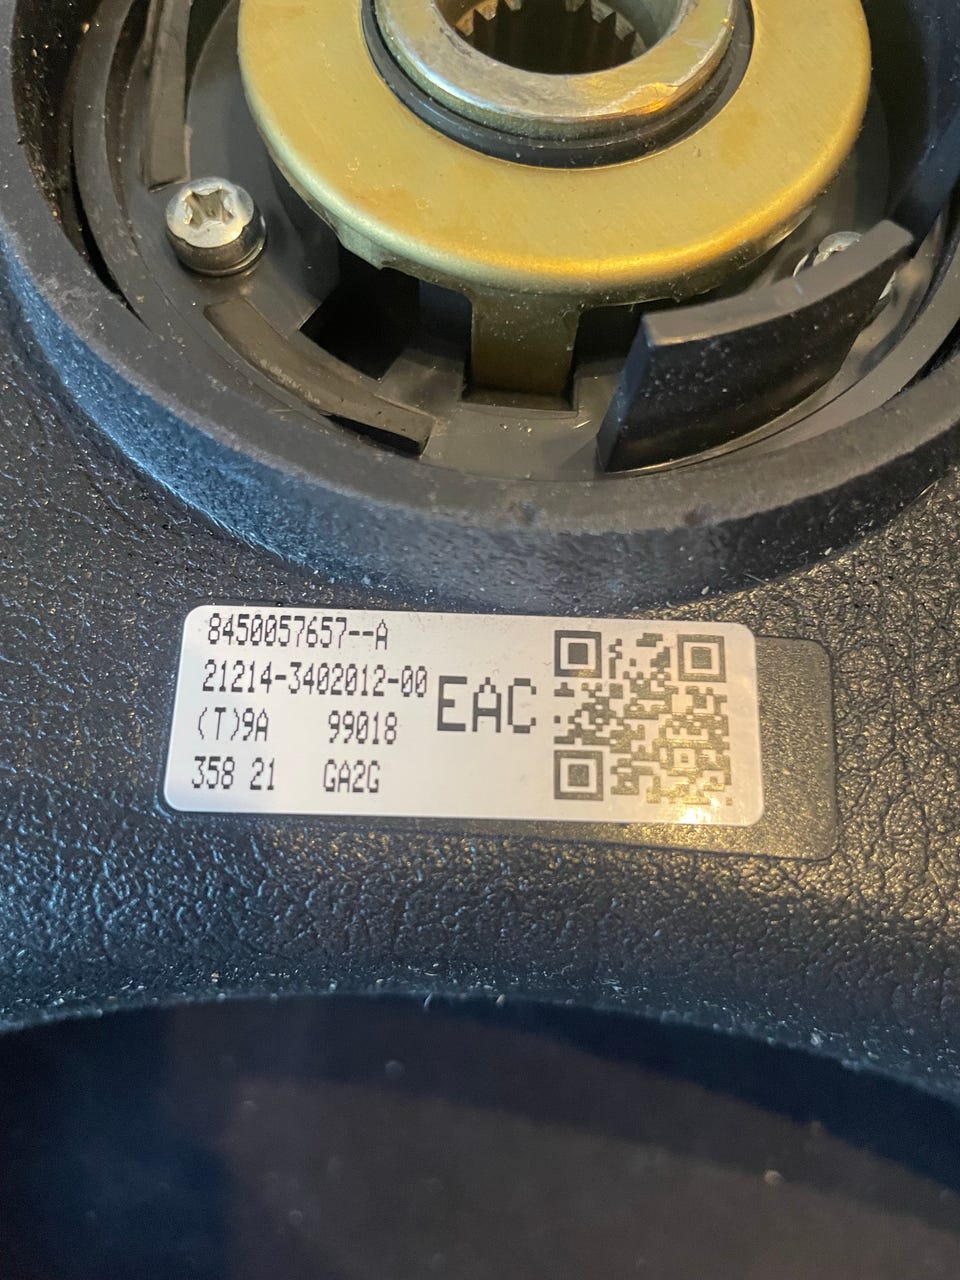 8450057657--A
21214-3402012-00
EAC
(T)9A 99018
358 21 GA2G